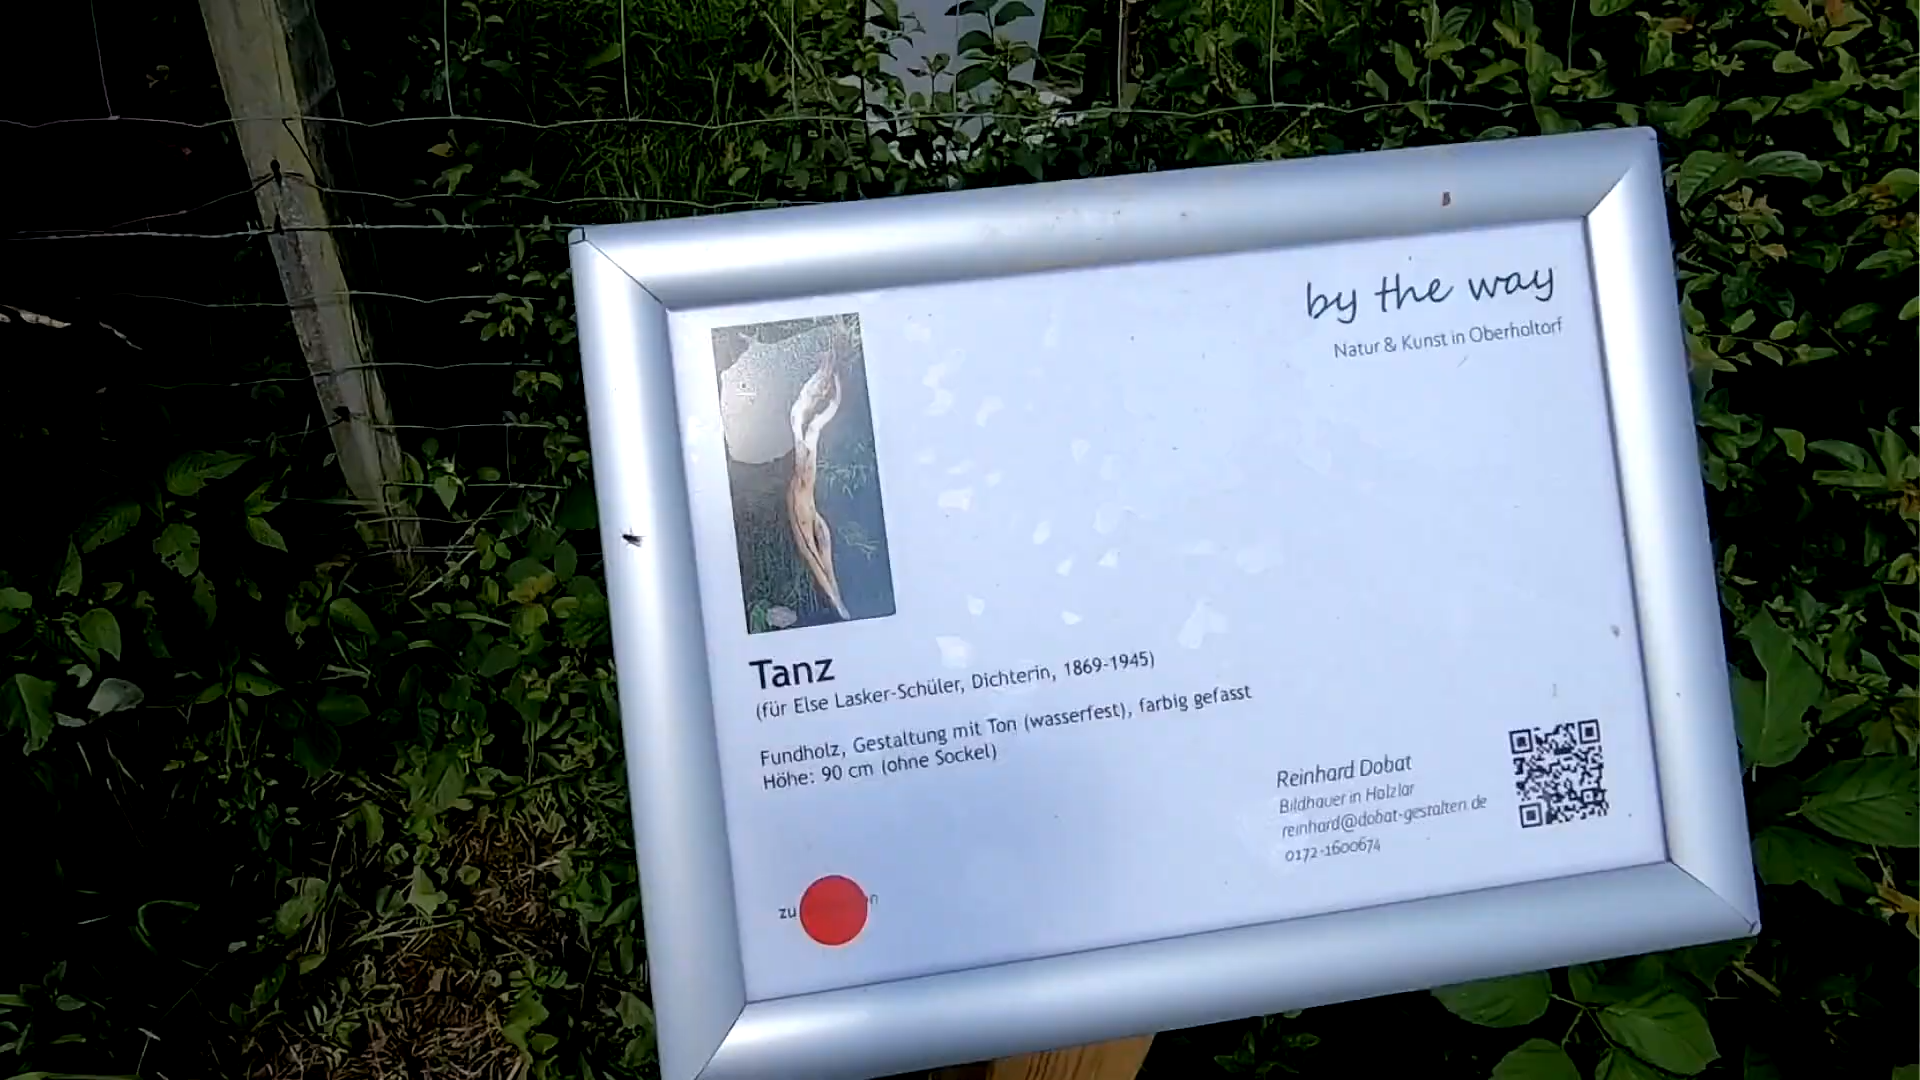 by the way
Natur & Kunst in Oberholtorf
Tanz
(für Else Lasker-Schüler, Dichterin, 1869-1945)
Fundholz, Gestaltung mit Ton (wasserfest), farbig gefasst
Höhe: 90 cm (ohne Sockel)
Reinhard Dobat
Bildhauer in Holzlar
reinhard@dobat-gestalten.de
0172-1600674
zu